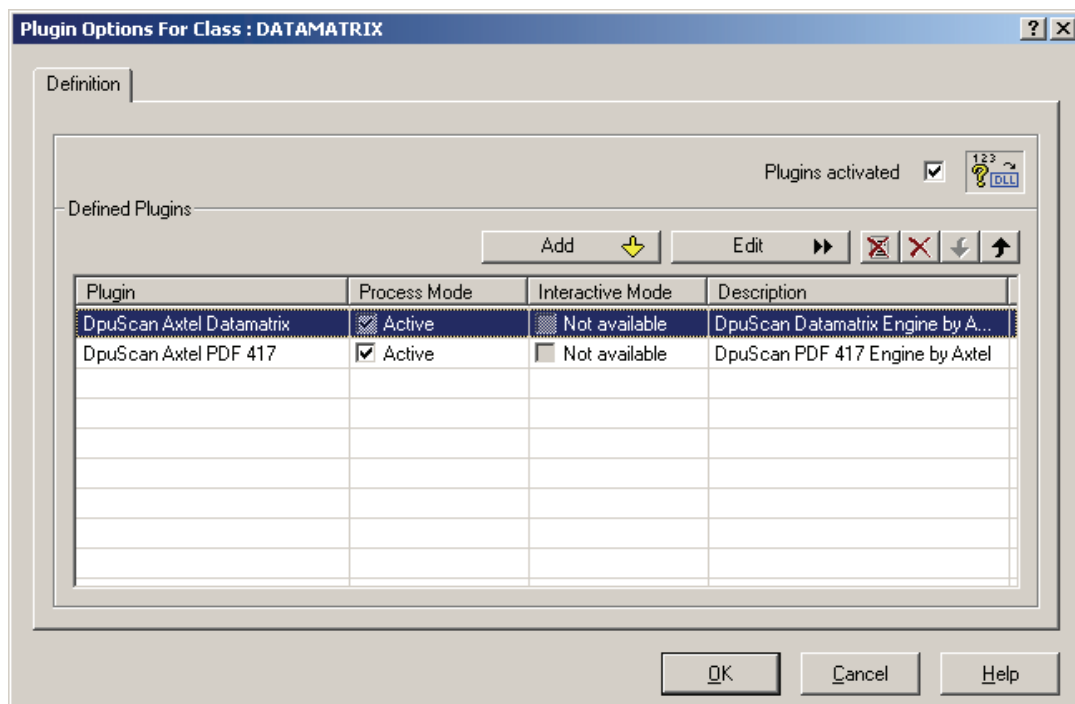 Plugin Options For Class : DATAMATRIX
Definition
Plugins activated
123
?
DLL
Defined Plugins
Add Edit
Plugin Process Mode Interactive Mode Description
DpuScan Axtel Datamatrix Active Not available DpuScan Datamatrix Engine by A...
DpuScan Axtel PDF 417 Active Not available DpuScan PDF 417 Engine by Axtel
OK Cancel Help